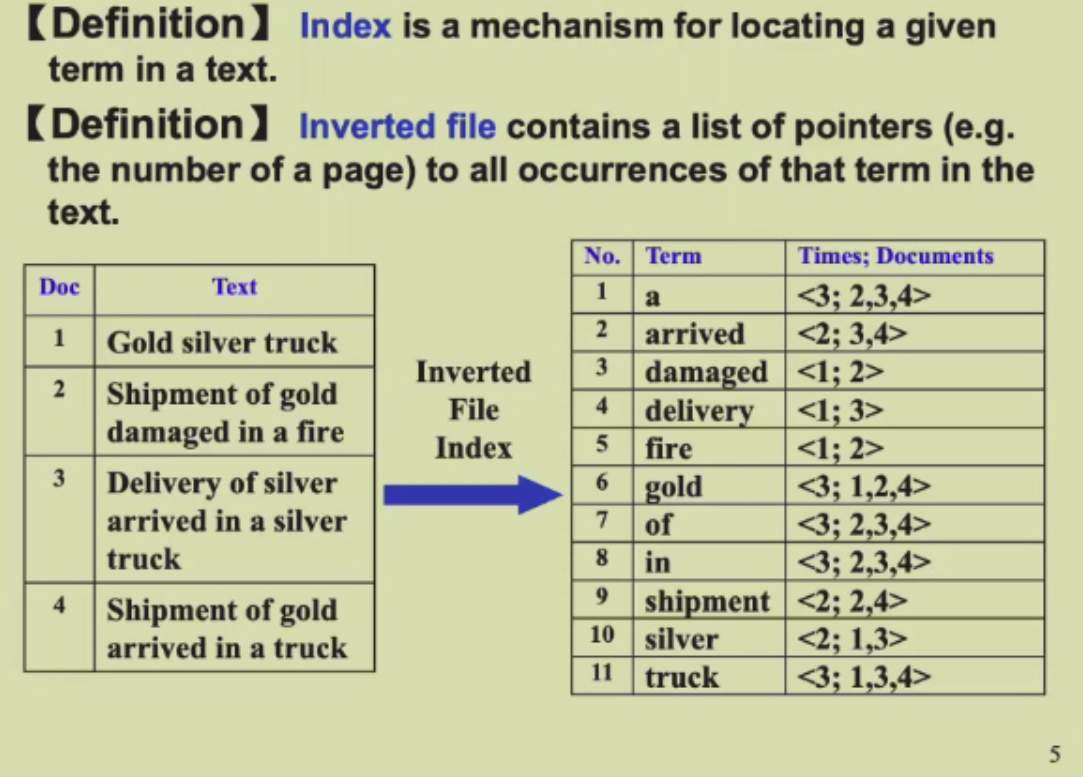 【Definition】 Index is a mechanism for locating a given
term in a text.
【Definition】 Inverted file contains a list of pointers (e.g.
the number of a page) to all occurrences of that term in the
text.
Doc Text
1 Gold silver truck
2 Shipment of gold
damaged in a fire
3 Delivery of silver
arrived in a silver
truck
4 Shipment of gold
arrived in a truck
Inverted
File
Index
No. Term Times; Documents
1 a <3; 2,3,4>
2 arrived <2; 3,4>
3 damaged <1; 2>
4 delivery <1; 3>
5 fire <1; 2>
6 gold <3; 1,2,4>
7 of <3; 2,3,4>
8 in <3; 2,3,4>
9 shipment <2; 2,4>
10 silver <2; 1,3>
11 truck <3; 1,3,4>
5